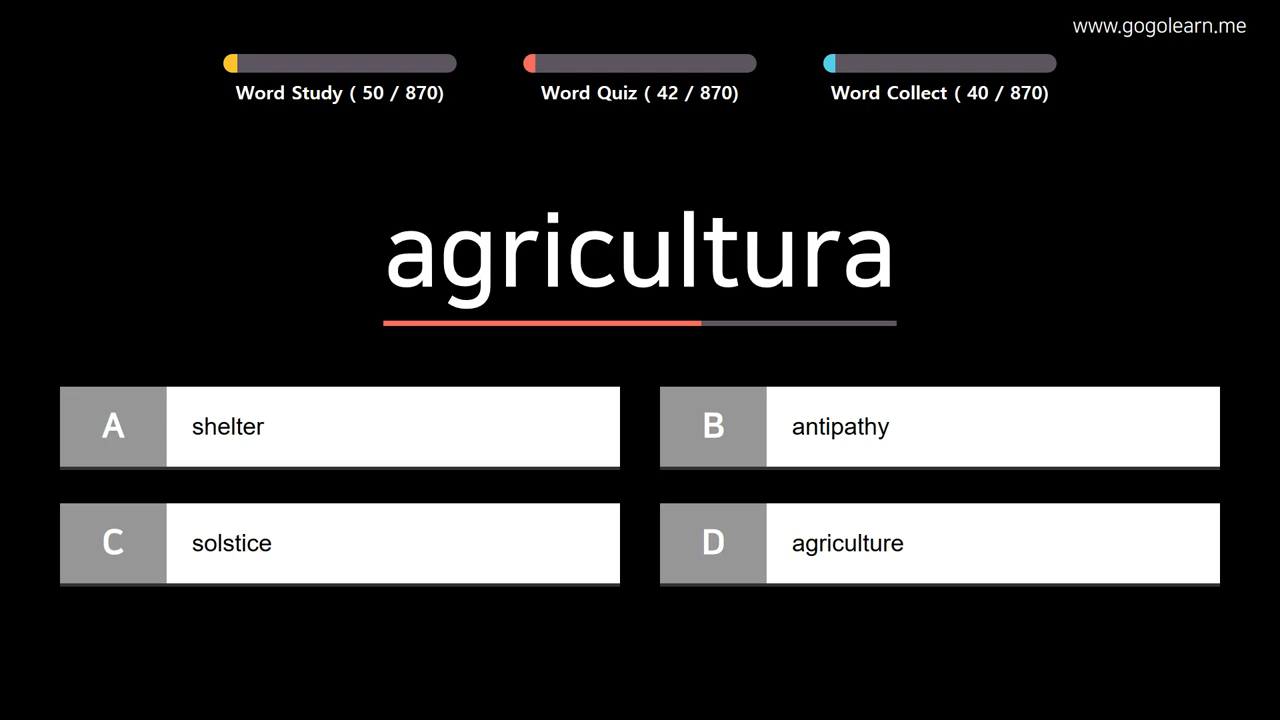 www.gogolearn.me
Word Study ( 50 / 870)
Word Quiz ( 42 / 870)
Word Collect ( 40 / 870)
agricultura
A shelter
B antipathy
C solstice
D agriculture